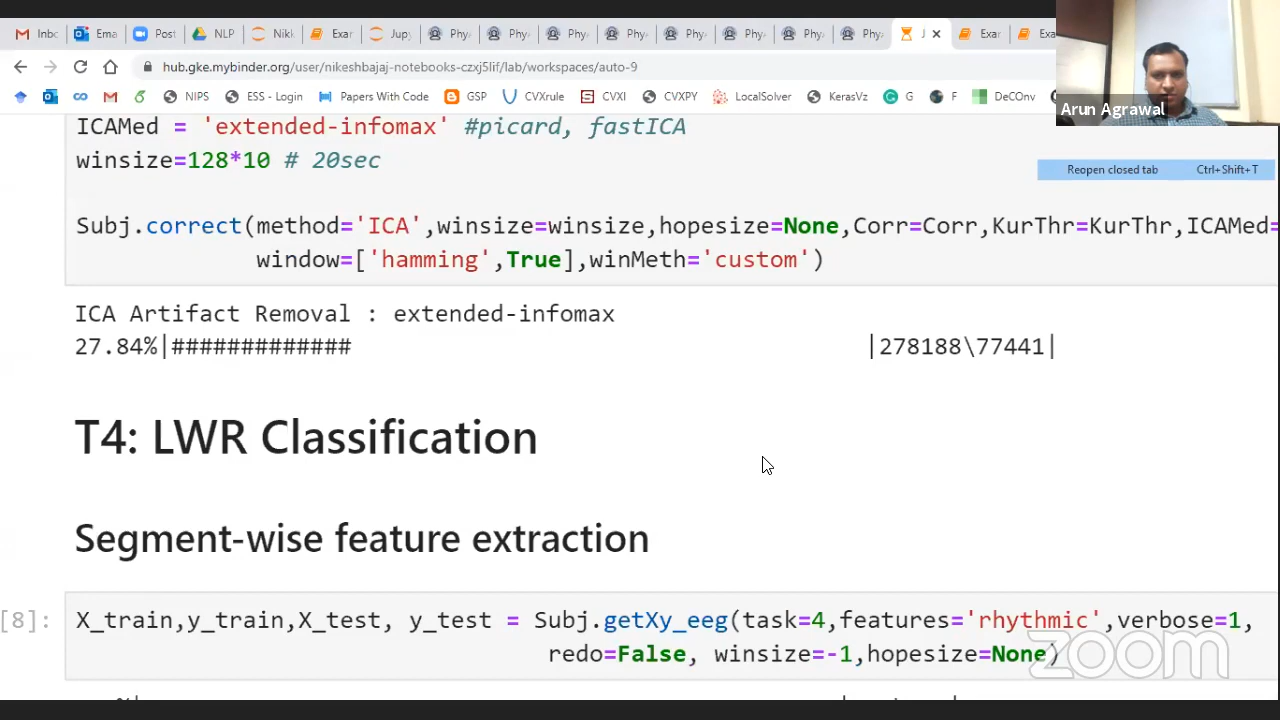 Inbc
Ema
Post
NLP
Nikl
Exar
Jup
Phy
Phy
Phy
Phy
Phy
Phy
Phy
Phy
J
Exar
Exa
hub.gke.mybinder.org/user/nikeshbajaj-notebooks-czxj5lif/lab/workspaces/auto-9
NIPS
ESS - Login
Papers With Code
GSP
CVXrule
CVXI
CVXPY
LocalSolver
KerasVz
G
F
DeCOnv
Arun Agrawal
Reopen closed tab Ctrl+Shift+T
ICAMed = 'extended-infomax' #picard, fastICA
winsize=128*10 # 20sec
Subj.correct(method='ICA',winsize=winsize,hopesize=None,Corr=Corr,KurThr=KurThr,ICAMed=
window=['hamming',True],winMeth='custom')
ICA Artifact Removal : extended-infomax
27.84%|############# |278188\77441|
T4: LWR Classification
Segment-wise feature extraction
[8]: X_train,y_train,X_test, y_test = Subj.getXy_eeg(task=4,features='rhythmic',verbose=1,
redo=False, winsize=-1,hopesize=None)
zoom